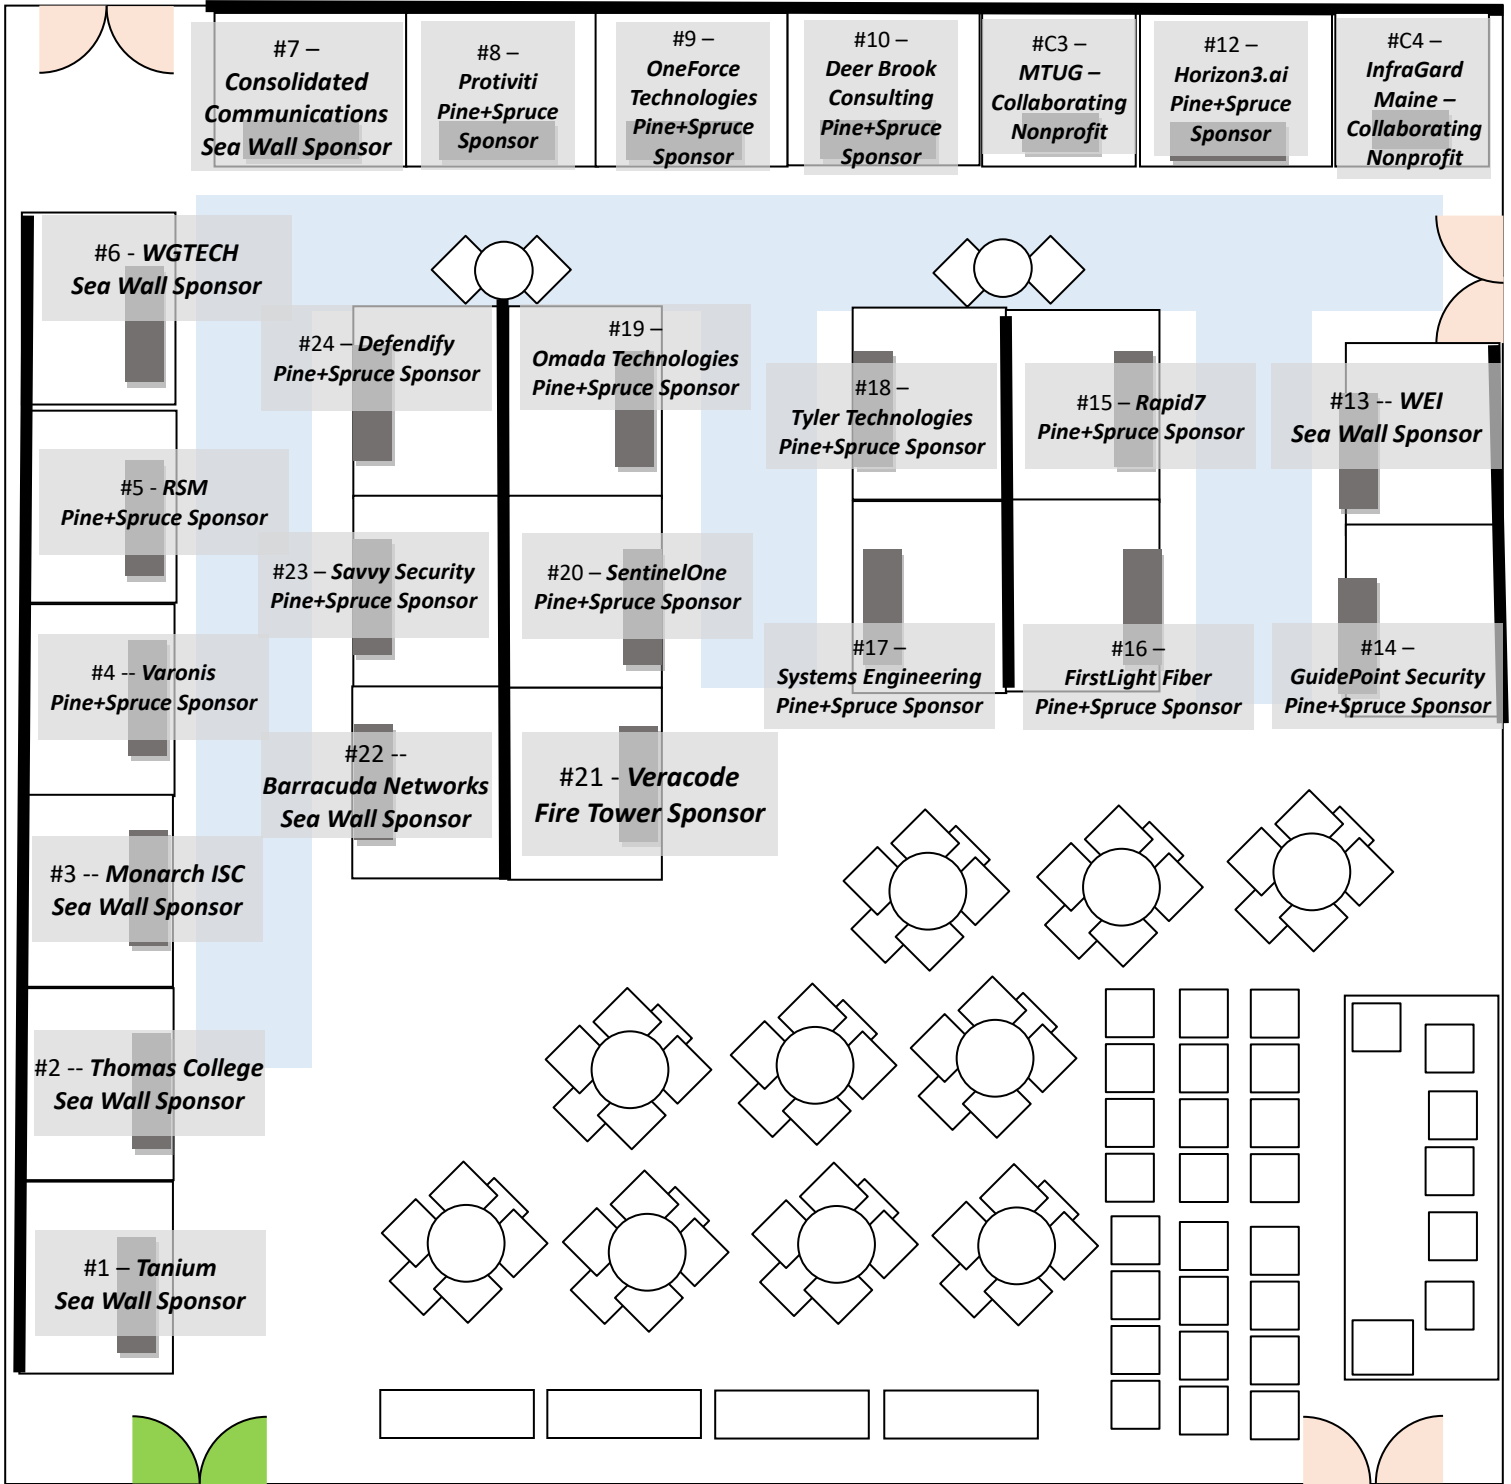 #7 –
Consolidated
Communications
Sea Wall Sponsor
#8 –
Protiviti
Pine+Spruce
Sponsor
#9 –
OneForce
Technologies
Pine+Spruce
Sponsor
#10 –
Deer Brook
Consulting
Pine+Spruce
Sponsor
#C3 –
MTUG –
Collaborating
Nonprofit
#12 –
Horizon3.ai
Pine+Spruce
Sponsor
#C4 –
InfraGard
Maine –
Collaborating
Nonprofit
#6 - WGTECH
Sea Wall Sponsor
#24 – Defendify
Pine+Spruce Sponsor
#19 –
Omada Technologies
Pine+Spruce Sponsor
#18 –
Tyler Technologies
Pine+Spruce Sponsor
#15 – Rapid7
Pine+Spruce Sponsor
#13 -- WEI
Sea Wall Sponsor
#5 - RSM
Pine+Spruce Sponsor
#23 – Savvy Security
Pine+Spruce Sponsor
#20 – SentinelOne
Pine+Spruce Sponsor
#17 –
Systems Engineering
Pine+Spruce Sponsor
#16 –
FirstLight Fiber
Pine+Spruce Sponsor
#14 –
GuidePoint Security
Pine+Spruce Sponsor
#4 -- Varonis
Pine+Spruce Sponsor
#22 --
Barracuda Networks
Sea Wall Sponsor
#21 - Veracode
Fire Tower Sponsor
#3 -- Monarch ISC
Sea Wall Sponsor
#2 -- Thomas College
Sea Wall Sponsor
#1 – Tanium
Sea Wall Sponsor